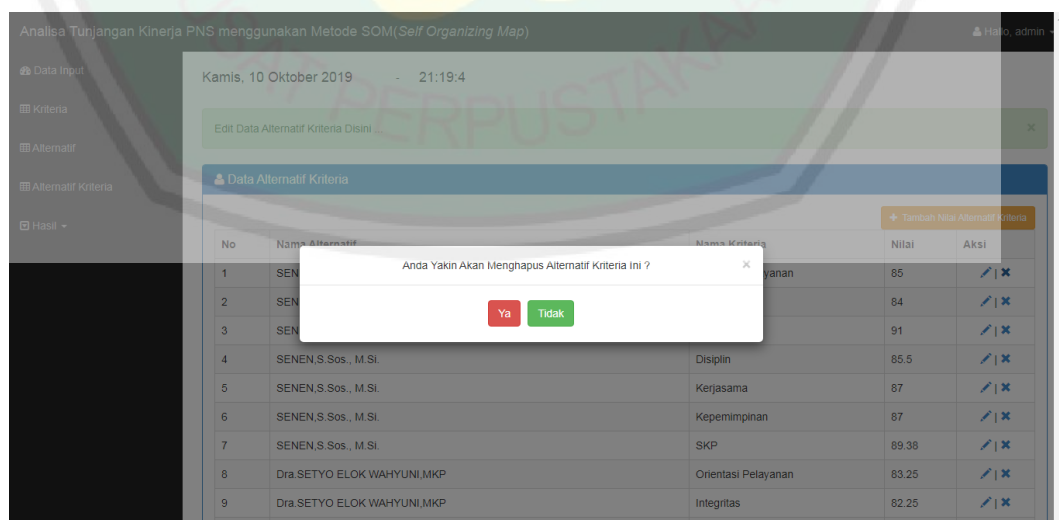 Analisa Tunjangan Kinerja PNS menggunakan Metode SOM(Self Organizing Map)
Hallo, admin
Data Input
Kriteria
Alternatif
Alternatif Kriteria
Hasil
Kamis, 10 Oktober 2019 - 21:19:4
Edit Data Alternatif Kriteria Disini
×
Data Alternatif Kriteria
+ Tambah Nilai Alternatif Kriteria
No Nama Alternatif Nama Kriteria Nilai Aksi
Anda Yakin Akan Menghapus Alternatif Kriteria Ini ? ×
Ya Tidak
1 SEN yanan 85
2 SEN 84
3 SEN 91
4 SENEN,S.Sos., M.Si. Disiplin 85.5
5 SENEN,S.Sos., M.Si. Kerjasama 87
6 SENEN,S.Sos., M.Si. Kepemimpinan 87
7 SENEN,S.Sos., M.Si. SKP 89.38
8 Dra.SETYO ELOK WAHYUNI,MKP Orientasi Pelayanan 83.25
9 Dra.SETYO ELOK WAHYUNI,MKP Integritas 82.25
PERPUSTAKA